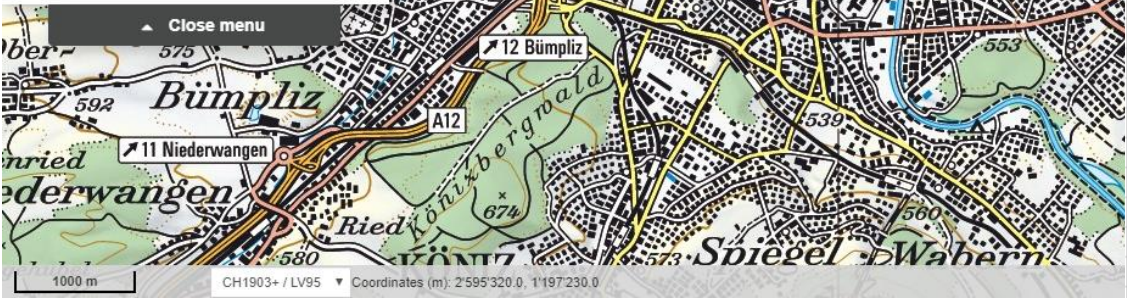 Close menu
Ober-
575
553
12 Bümpliz
592
Bümpliz
A12
539
Könizbergwald
11 Niederwangen
nried
ederwangen
674
Ried
560
580
KÖNIZ
573
Spiegel
Wabern
1000 m
CH1903+ / LV95 Coordinates (m): 2'595'320.0, 1'197'230.0